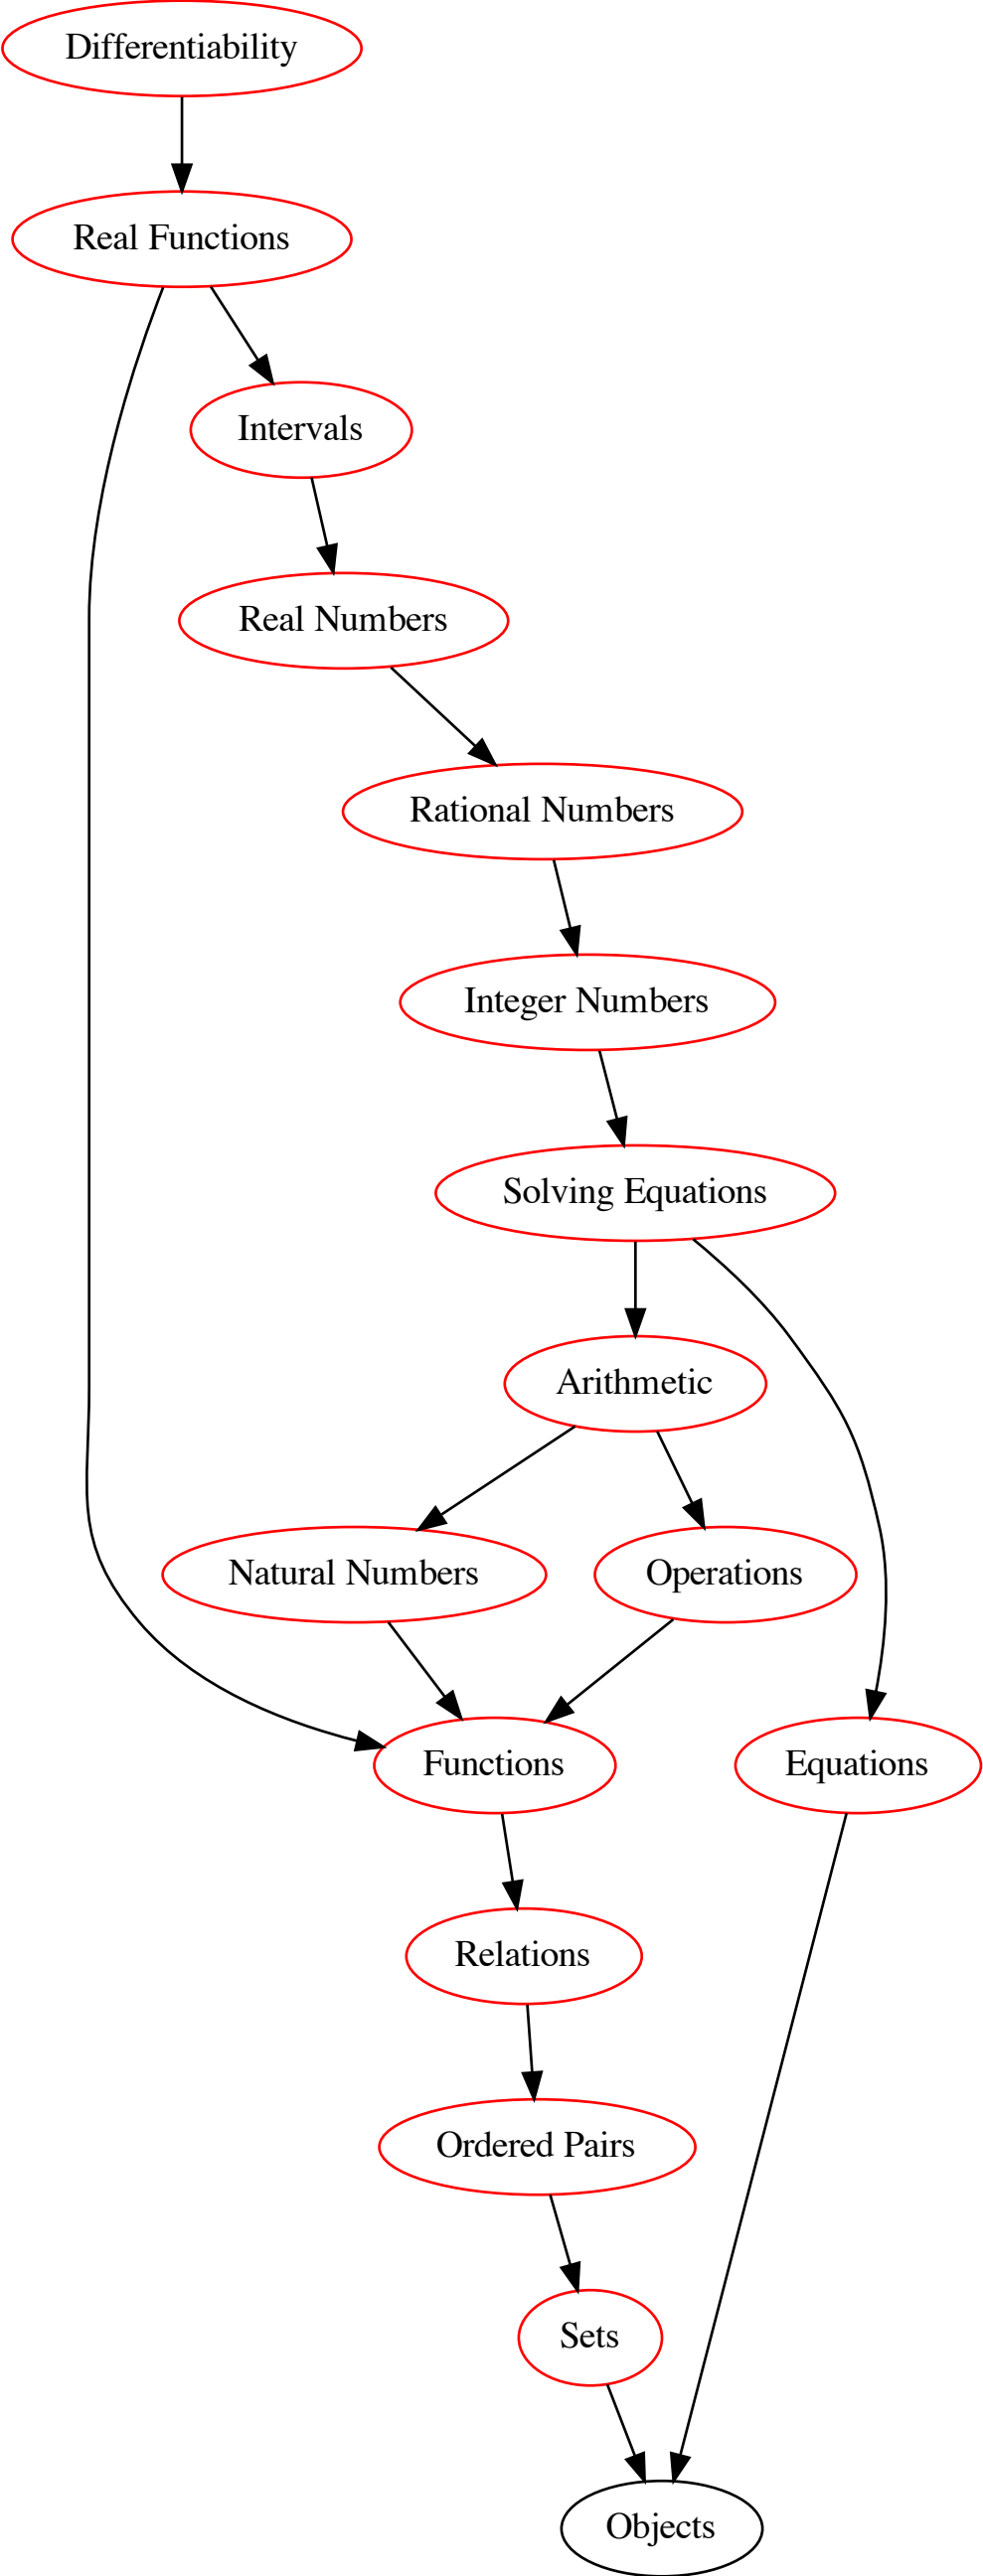 Differentiability
Real Functions
Intervals
Real Numbers
Rational Numbers
Integer Numbers
Solving Equations
Arithmetic
Natural Numbers
Operations
Functions
Equations
Relations
Ordered Pairs
Sets
Objects